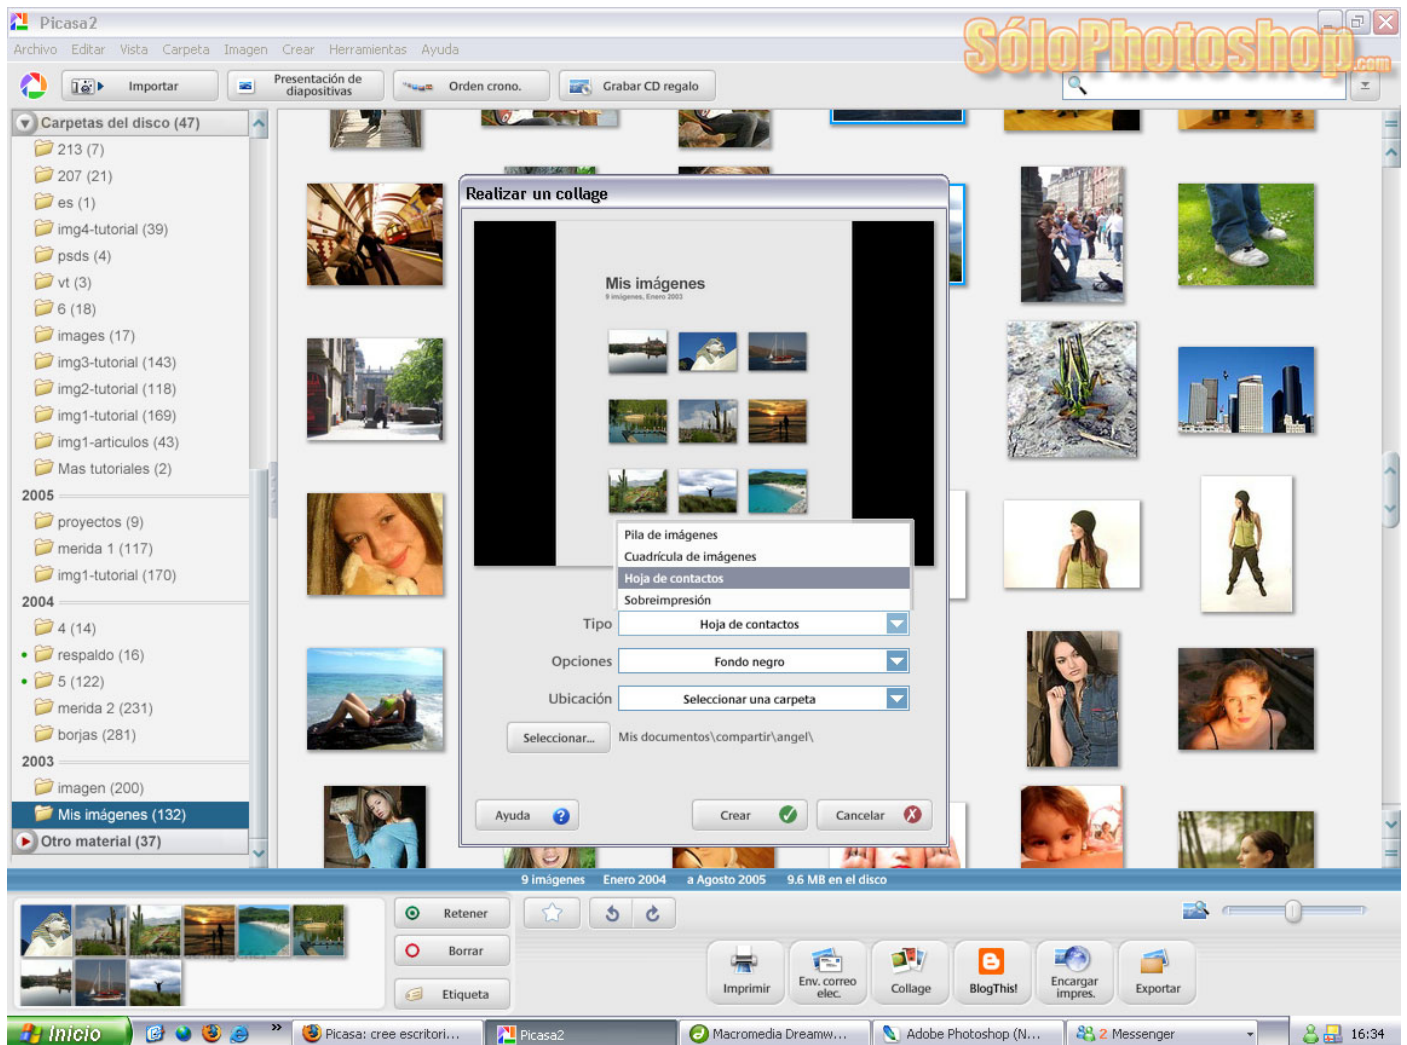 Picasa2
SóloPhotoshop.com
Archivo Editar Vista Carpeta Imagen Crear Herramientas Ayuda
Importar
Presentación de
diapositivas
Orden crono.
Grabar CD regalo
Carpetas del disco (47)
213 (7)
207 (21)
es (1)
img4-tutorial (39)
psds (4)
vt (3)
6 (18)
images (17)
img3-tutorial (143)
img2-tutorial (118)
img1-tutorial (169)
img1-articulos (43)
Mas tutoriales (2)
2005
proyectos (9)
merida 1 (117)
img1-tutorial (170)
2004
4 (14)
respaldo (16)
5 (122)
merida 2 (231)
borjas (281)
2003
imagen (200)
Mis imágenes (132)
Otro material (37)
Realizar un collage
Mis imágenes
9 imágenes, Enero 2003
Pila de imágenes
Cuadrícula de imágenes
Hoja de contactos
Sobreimpresión
Tipo Hoja de contactos
Opciones Fondo negro
Ubicación Seleccionar una carpeta
Seleccionar... Mis documentos\compartir\angel\
Ayuda
Crear
Cancelar
9 imágenes Enero 2004 a Agosto 2005 9.6 MB en el disco
Retener
Borrar
Etiqueta
Imprimir
Env. correo
elec.
Collage
BlogThis!
Encargar
impres.
Exportar
Inicio
Picasa: cree escritori...
Picasa2
Macromedia Dreamw...
Adobe Photoshop (N...
2 Messenger
16:34